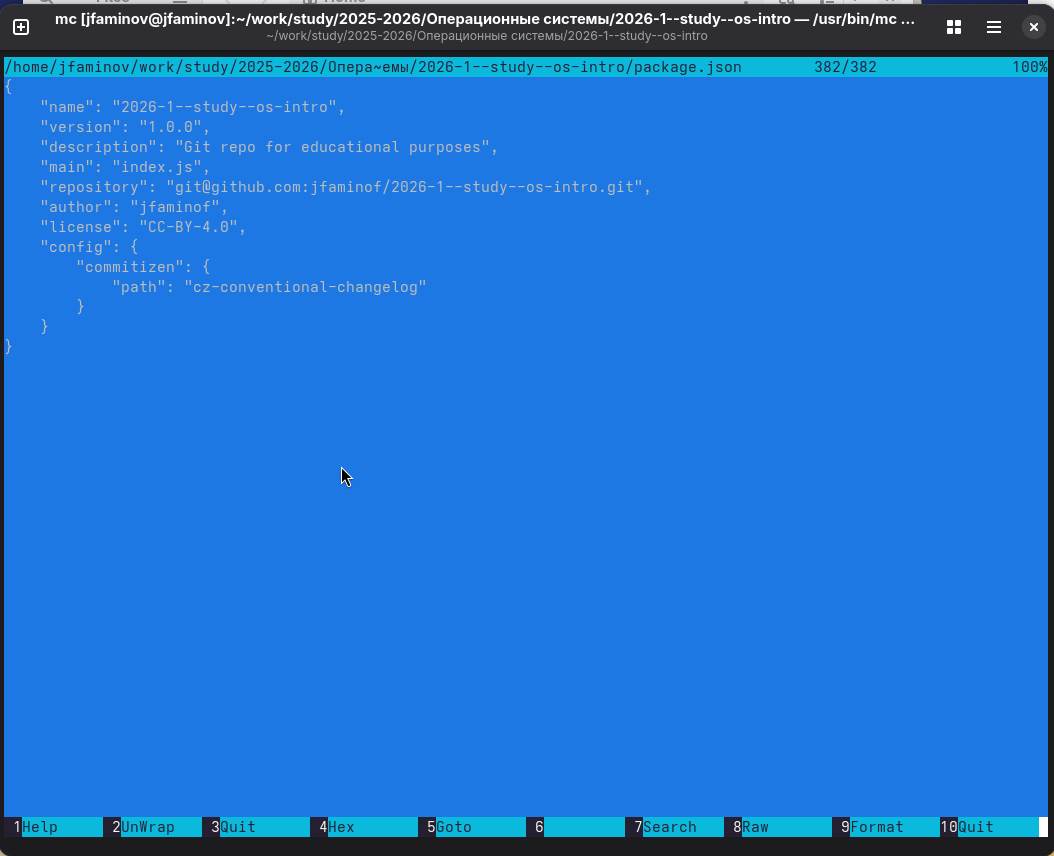 mc [jfaminov@jfaminov]:~/work/study/2025-2026/Операционные системы/2026-1--study--os-intro — /usr/bin/mc …
~/work/study/2025-2026/Операционные системы/2026-1--study--os-intro
/home/jfaminov/work/study/2025-2026/Опера~емы/2026-1--study--os-intro/package.json 382/382 100%
{
    "name": "2026-1--study--os-intro",
    "version": "1.0.0",
    "description": "Git repo for educational purposes",
    "main": "index.js",
    "repository": "git@github.com:jfaminof/2026-1--study--os-intro.git",
    "author": "jfaminof",
    "license": "CC-BY-4.0",
    "config": {
        "commitizen": {
            "path": "cz-conventional-changelog"
        }
    }
}
1Help 2UnWrap 3Quit 4Hex 5Goto 6 7Search 8Raw 9Format 10Quit